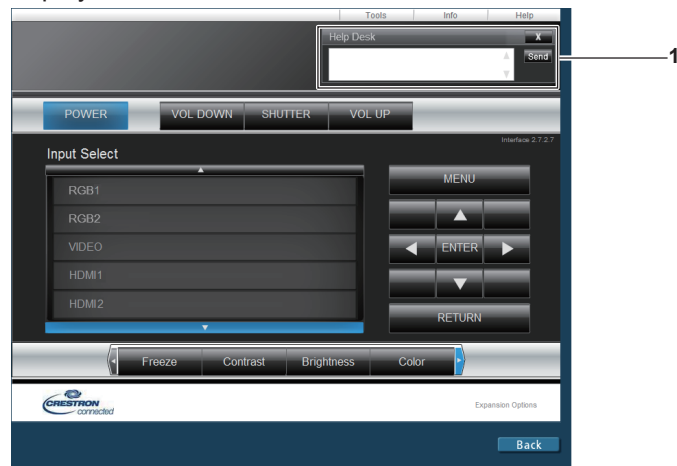 Tools Info Help
Help Desk X
Send
1
POWER VOL DOWN SHUTTER VOL UP
Interface 2.7.2.7
Input Select
MENU
RGB1
RGB2
VIDEO
ENTER
HDMI1
HDMI2
RETURN
Freeze Contrast Brightness Color
CRESTRON
connected
Expansion Options
Back